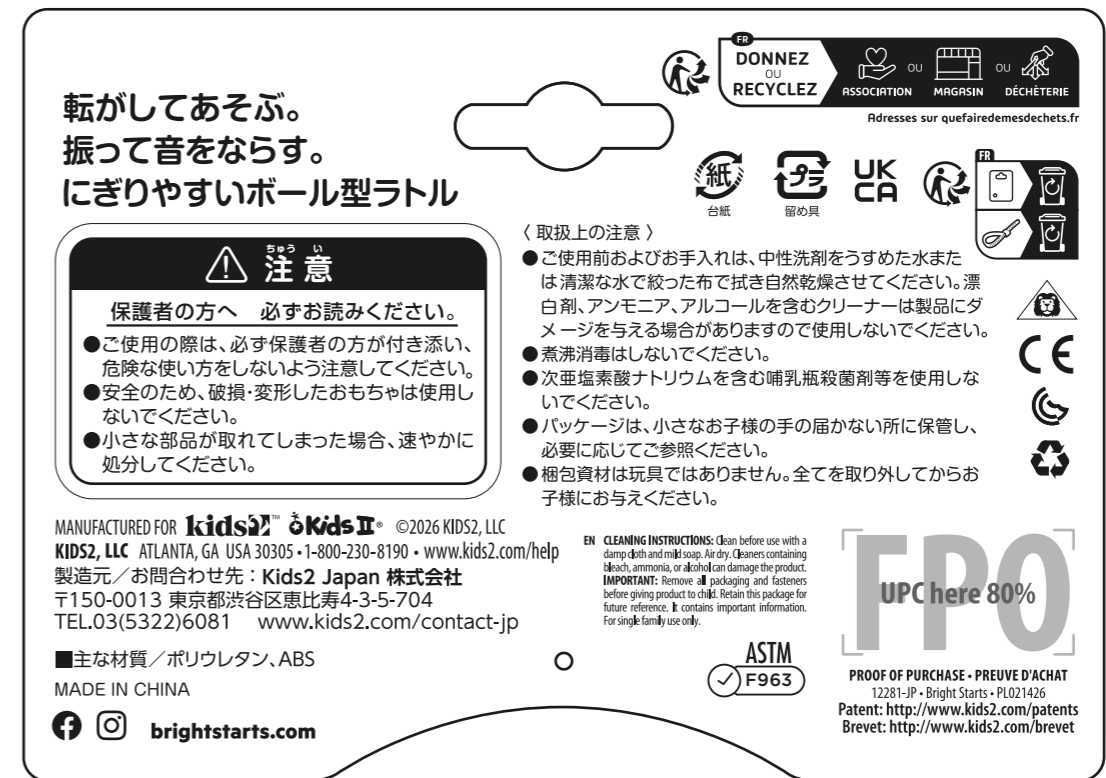 転がしてあそぶ。
振って音をならす。
にぎりやすいボール型ラトル
FR
DONNEZ
OU
RECYCLEZ
ASSOCIATION OU MAGASIN OU DÉCHÈTERIE
Adresses sur quefairedemesdechets.fr
紙
台紙
プラ
留め具
UK
CA
FR
ちゅう い
注意
保護者の方へ 必ずお読みください。
●ご使用の際は、必ず保護者の方が付き添い、
危険な使い方をしないよう注意してください。
●安全のため、破損・変形したおもちゃは使用し
ないでください。
●小さな部品が取れてしまった場合、速やかに
処分してください。
〈 取扱上の注意 〉
●ご使用前およびお手入れは、中性洗剤をうすめた水また
は清潔な水で絞った布で拭き自然乾燥させてください。漂
白剤、アンモニア、アルコールを含むクリーナーは製品にダ
メージを与える場合がありますので使用しないでください。
●煮沸消毒はしないでください。
●次亜塩素酸ナトリウムを含む哺乳瓶殺菌剤等を使用しな
いでください。
●パッケージは、小さなお子様の手の届かない所に保管し、
必要に応じてご参照ください。
●梱包資材は玩具ではありません。全てを取り外してからお
子様にお与えください。
CE
MANUFACTURED FOR kids2™ Kids II® ©2026 KIDS2, LLC
KIDS2, LLC ATLANTA, GA USA 30305 • 1-800-230-8190 • www.kids2.com/help
製造元／お問合わせ先：Kids2 Japan 株式会社
〒150-0013 東京都渋谷区恵比寿4-3-5-704
TEL.03(5322)6081 www.kids2.com/contact-jp
■主な材質／ポリウレタン、ABS
MADE IN CHINA
brightstarts.com
EN CLEANING INSTRUCTIONS: Clean before use with a
damp cloth and mild soap. Air dry. Cleaners containing
bleach, ammonia, or alcohol can damage the product.
IMPORTANT: Remove all packaging and fasteners
before giving product to child. Retain this package for
future reference. It contains important information.
For single family use only.
ASTM
F963
FPO
UPC here 80%
PROOF OF PURCHASE • PREUVE D'ACHAT
12281-JP • Bright Starts • PL021426
Patent: http://www.kids2.com/patents
Brevet: http://www.kids2.com/brevet